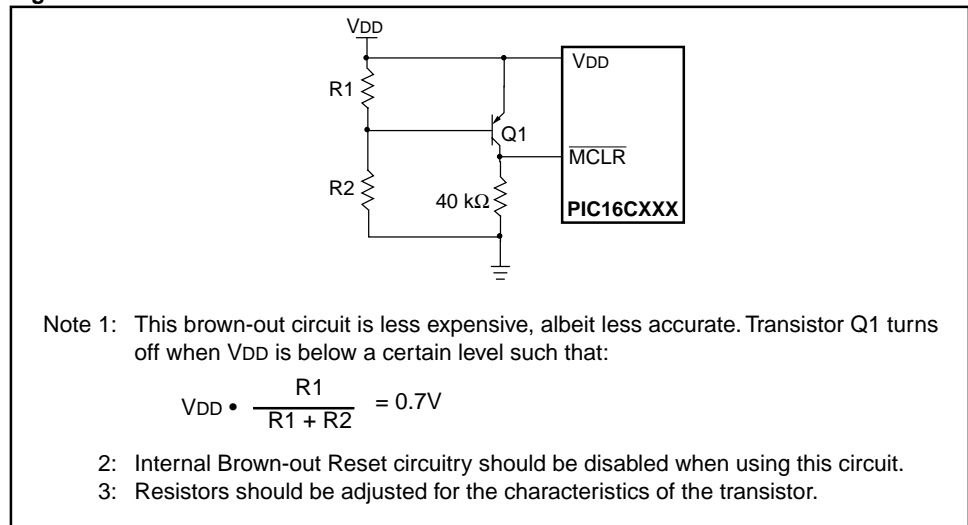 VDD
VDD
R1
Q1
MCLR
R2
40 kΩ
PIC16CXXX
Note 1: This brown-out circuit is less expensive, albeit less accurate. Transistor Q1 turns
off when VDD is below a certain level such that:
VDD • R1 / R1 + R2 = 0.7V
2: Internal Brown-out Reset circuitry should be disabled when using this circuit.
3: Resistors should be adjusted for the characteristics of the transistor.